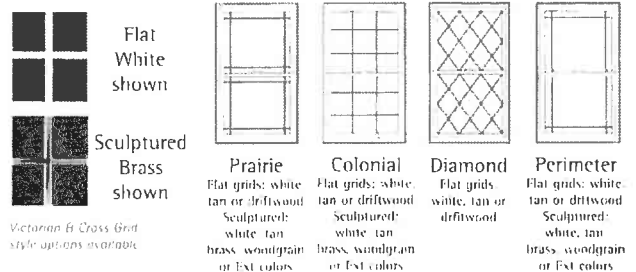 Flat
White
shown
Sculptured
Brass
shown
Victorian & Cross Grid
style options available
Prairie
Flat grids: white
tan or driftwood
Sculptured:
white tan
brass, woodgrain
or Ext colors
Colonial
Flat grids: white,
tan or driftwood
Sculptured:
white tan
brass, woodgrain
or Ext colors
Diamond
Flat grids
white, tan or
driftwood
Perimeter
Flat grids: white,
tan or driftwood
Sculptured:
white, tan
brass, woodgrain
or Ext colors